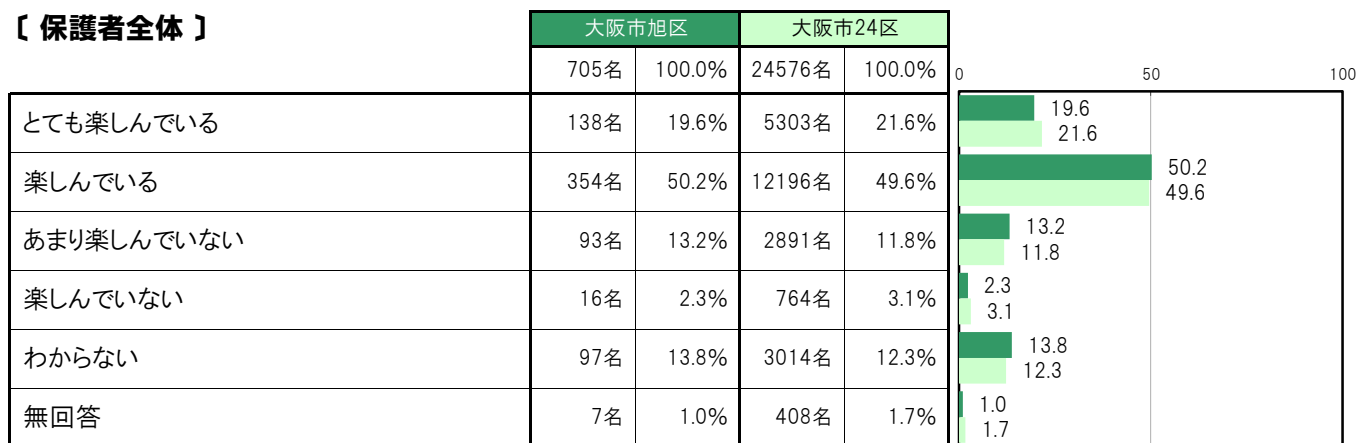 〔 保護者全体 〕
大阪市旭区 大阪市24区
705名 100.0% 24576名 100.0% 0 50 100
とても楽しんでいる 138名 19.6% 5303名 21.6% 19.6
21.6
楽しんでいる 354名 50.2% 12196名 49.6% 50.2
49.6
あまり楽しんでいない 93名 13.2% 2891名 11.8% 13.2
11.8
楽しんでいない 16名 2.3% 764名 3.1% 2.3
3.1
わからない 97名 13.8% 3014名 12.3% 13.8
12.3
無回答 7名 1.0% 408名 1.7% 1.0
1.7